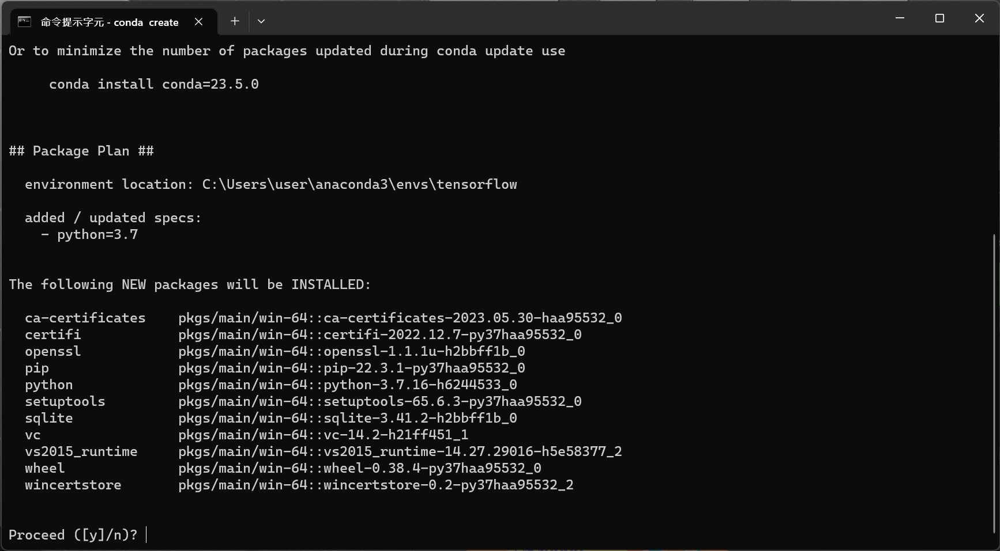 命令提示字元 - conda  create
Or to minimize the number of packages updated during conda update use
conda install conda=23.5.0
## Package Plan ##
environment location: C:\Users\user\anaconda3\envs\tensorflow
added / updated specs:
- python=3.7
The following NEW packages will be INSTALLED:
ca-certificates    pkgs/main/win-64::ca-certificates-2023.05.30-haa95532_0
certifi            pkgs/main/win-64::certifi-2022.12.7-py37haa95532_0
openssl            pkgs/main/win-64::openssl-1.1.1u-h2bbff1b_0
pip                pkgs/main/win-64::pip-22.3.1-py37haa95532_0
python             pkgs/main/win-64::python-3.7.16-h6244533_0
setuptools         pkgs/main/win-64::setuptools-65.6.3-py37haa95532_0
sqlite             pkgs/main/win-64::sqlite-3.41.2-h2bbff1b_0
vc                 pkgs/main/win-64::vc-14.2-h21ff451_1
vs2015_runtime     pkgs/main/win-64::vs2015_runtime-14.27.29016-h5e58377_2
wheel              pkgs/main/win-64::wheel-0.38.4-py37haa95532_0
wincertstore       pkgs/main/win-64::wincertstore-0.2-py37haa95532_2
Proceed ([y]/n)?